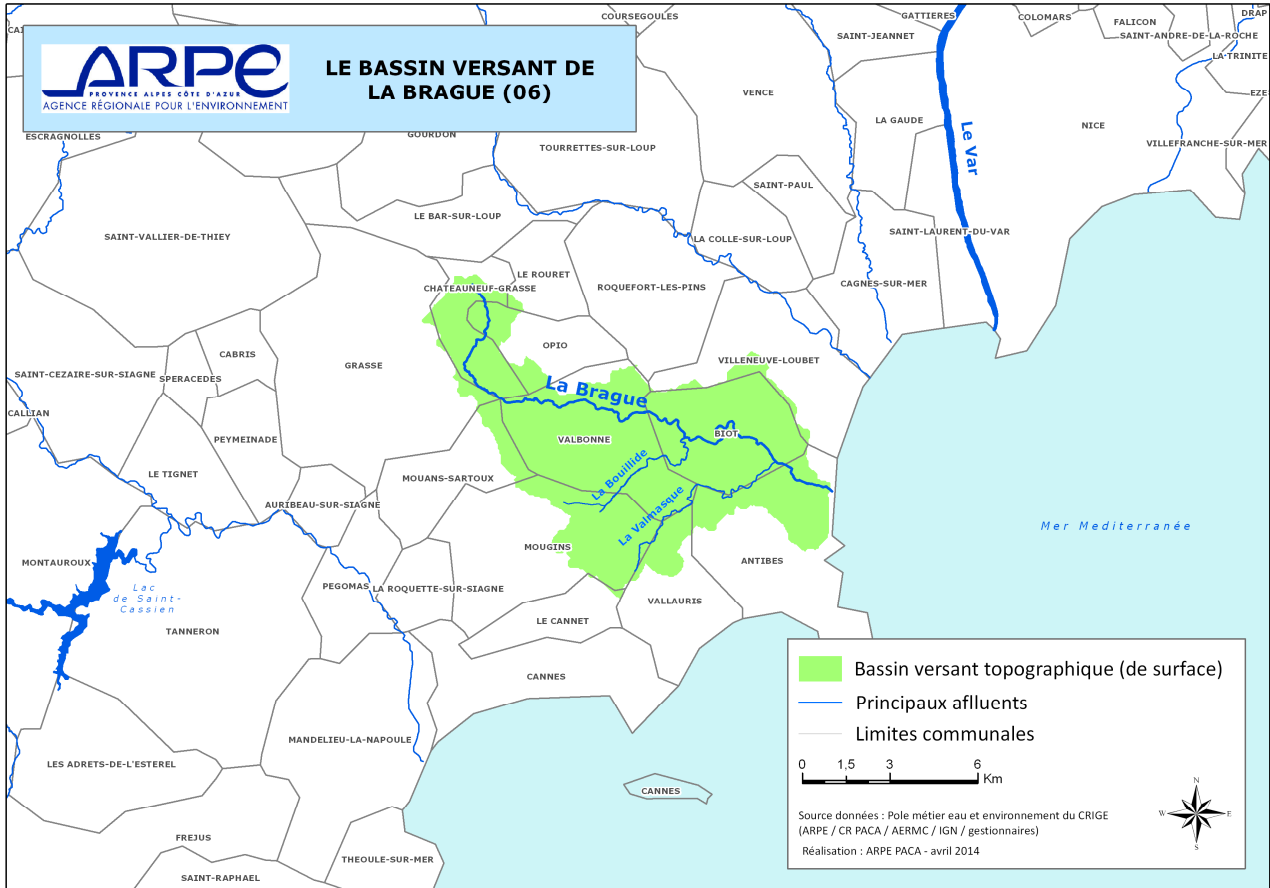 ARPE
PROVENCE ALPES CÔTE D'AZUR
AGENCE RÉGIONALE POUR L'ENVIRONNEMENT
LE BASSIN VERSANT DE
LA BRAGUE (06)
COURSEGOULES
GATTIERES
COLOMARS
DRAP
FALICON
SAINT-JEANNET
SAINT-ANDRE-DE-LA-ROCHE
LA-TRINITE
CAI
VENCE
EZE
LA GAUDE
Le Var
NICE
ESCRAGNOLLES
GOURDON
TOURRETTES-SUR-LOUP
VILLEFRANCHE-SUR-MER
SAINT-PAUL
LE BAR-SUR-LOUP
SAINT-VALLIER-DE-THIEY
LA COLLE-SUR-LOUP
SAINT-LAURENT-DU-VAR
LE ROURET
CHATEAUNEUF-GRASSE
ROQUEFORT-LES-PINS
CAGNES-SUR-MER
OPIO
CABRIS
GRASSE
VILLENEUVE-LOUBET
SAINT-CEZAIRE-SUR-SIAGNE
SPERACEDES
La Brague
CALLIAN
PEYMEINADE
VALBONNE
BIOT
LE TIGNET
La Bouillide
MOUANS-SARTOUX
AURIBEAU-SUR-SIAGNE
La Valmasque
Mer Mediterranée
MOUGINS
MONTAUROUX
ANTIBES
Lac
de Saint-
Cassien
PEGOMAS
LA ROQUETTE-SUR-SIAGNE
VALLAURIS
LE CANNET
TANNERON
CANNES
MANDELIEU-LA-NAPOULE
LES ADRETS-DE-L'ESTEREL
CANNES
FREJUS
THEOULE-SUR-MER
SAINT-RAPHAEL
Bassin versant topographique (de surface)
Principaux aflluents
Limites communales
0 1,5 3 6
Km
N
W E
S
Source données : Pole métier eau et environnement du CRIGE
(ARPE / CR PACA / AERMC / IGN / gestionnaires)
Réalisation : ARPE PACA - avril 2014